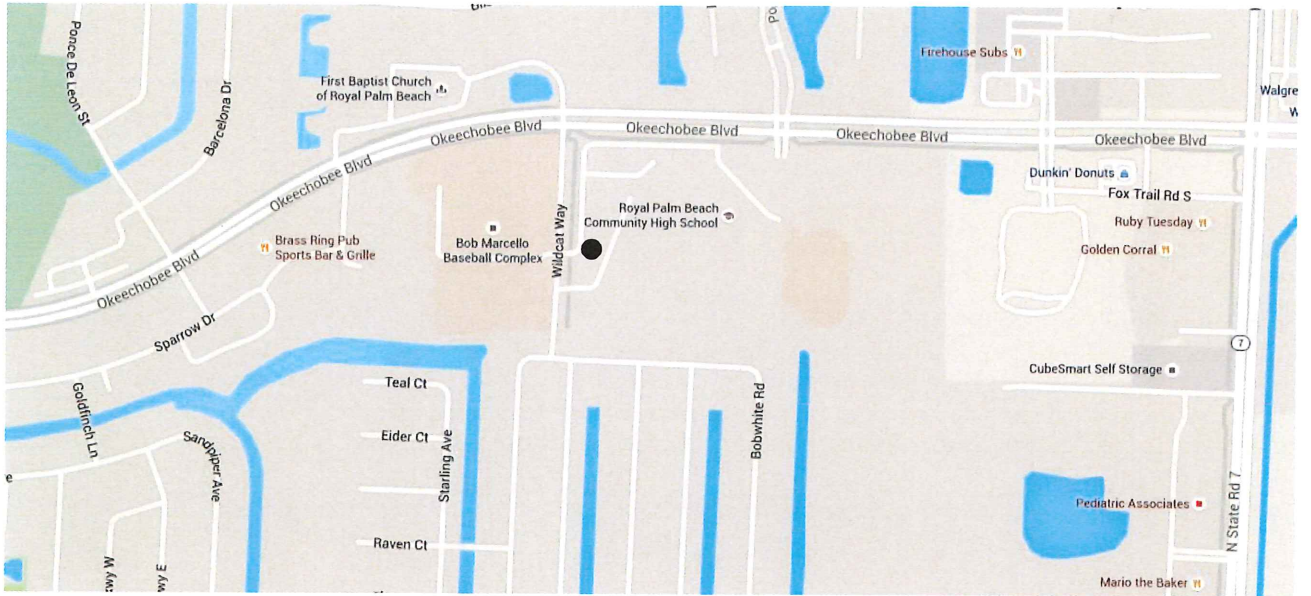 Ponce De Leon St
Barcelona Dr
First Baptist Church
of Royal Palm Beach
Firehouse Subs
Walgre
W
Okeechobee Blvd
Okeechobee Blvd
Okeechobee Blvd
Okeechobee Blvd
Okeechobee Blvd
Okeechobee Blvd
Dunkin' Donuts
Fox Trail Rd S
Ruby Tuesday
Golden Corral
Royal Palm Beach
Community High School
Wildcat Way
Bob Marcello
Baseball Complex
Brass Ring Pub
Sports Bar & Grille
Sparrow Dr
7
CubeSmart Self Storage
Teal Ct
Goldfinch Ln
Eider Ct
Starling Ave
Sandpiper Ave
Bobwhite Rd
e
Pediatric Associates
N State Rd 7
Raven Ct
wy W
wy E
Mario the Baker